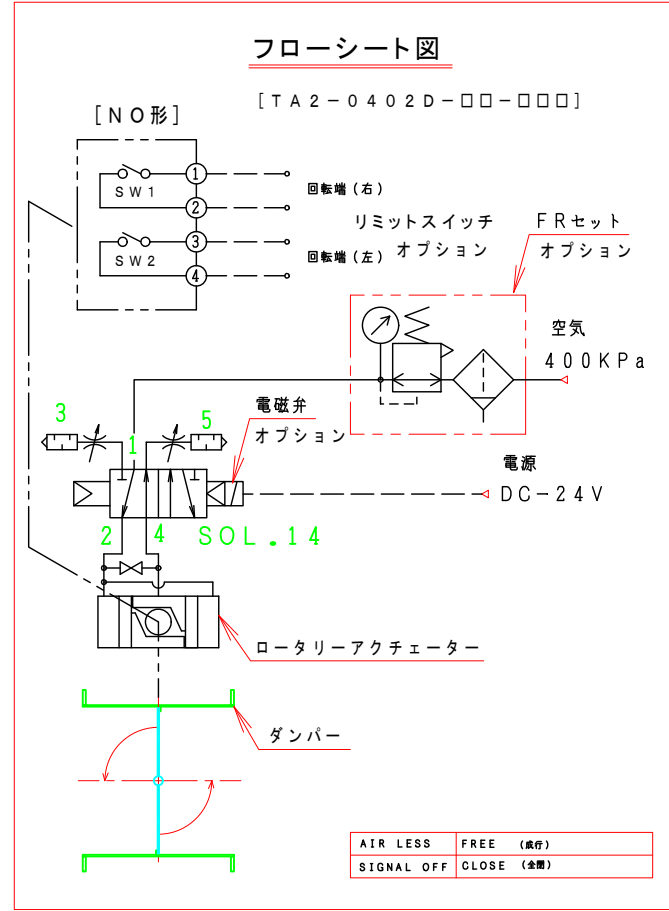 フローシート図
[TA2-0402D-□□-□□□]
[NO形]
SW1
1
2
回転端(右)
SW2
3
4
回転端(左)
リミットスイッチ
オプション
FRセット
オプション
空気
400KPa
3
1
5
電磁弁
オプション
電源
DC-24V
2
4
SOL.14
ロータリーアクチェーター
ダンパー
AIR LESS FREE (成行)
SIGNAL OFF CLOSE (全閉)